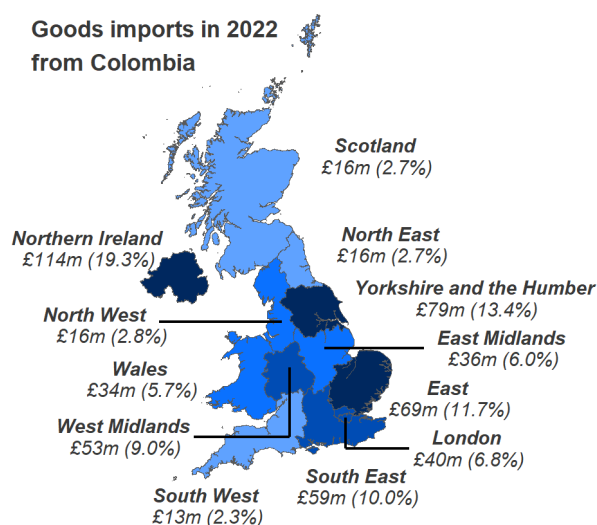 Goods imports in 2022
from Colombia
Scotland
£16m (2.7%)
Northern Ireland
£114m (19.3%)
North East
£16m (2.7%)
Yorkshire and the Humber
£79m (13.4%)
North West
£16m (2.8%)
East Midlands
£36m (6.0%)
Wales
£34m (5.7%)
East
£69m (11.7%)
West Midlands
£53m (9.0%)
London
£40m (6.8%)
South East
£59m (10.0%)
South West
£13m (2.3%)